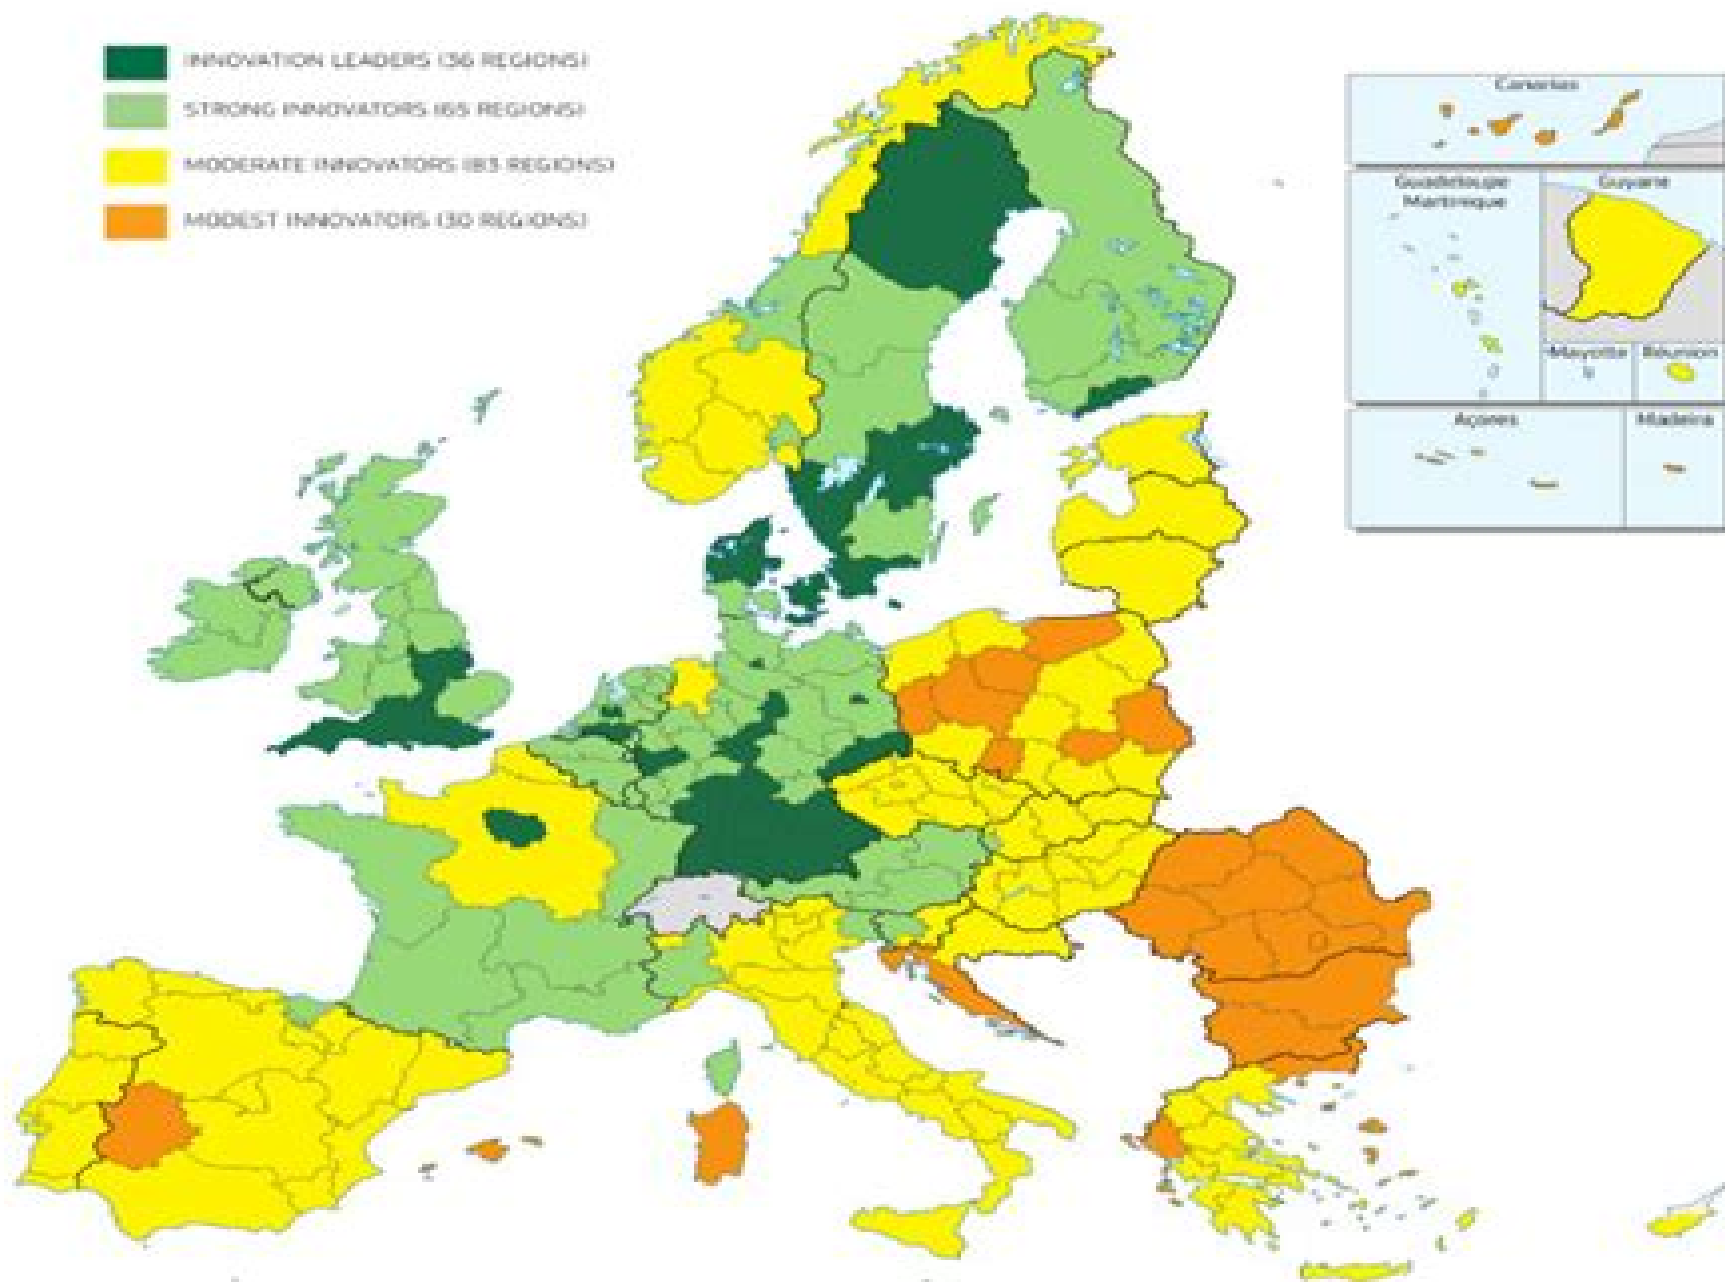 INNOVATION LEADERS (36 REGIONS)
STRONG INNOVATORS (65 REGIONS)
MODERATE INNOVATORS (83 REGIONS)
MODEST INNOVATORS (30 REGIONS)
Canarias
Guadeloupe
Martinique
Guyane
Mayotte
Réunion
Açores
Madeira